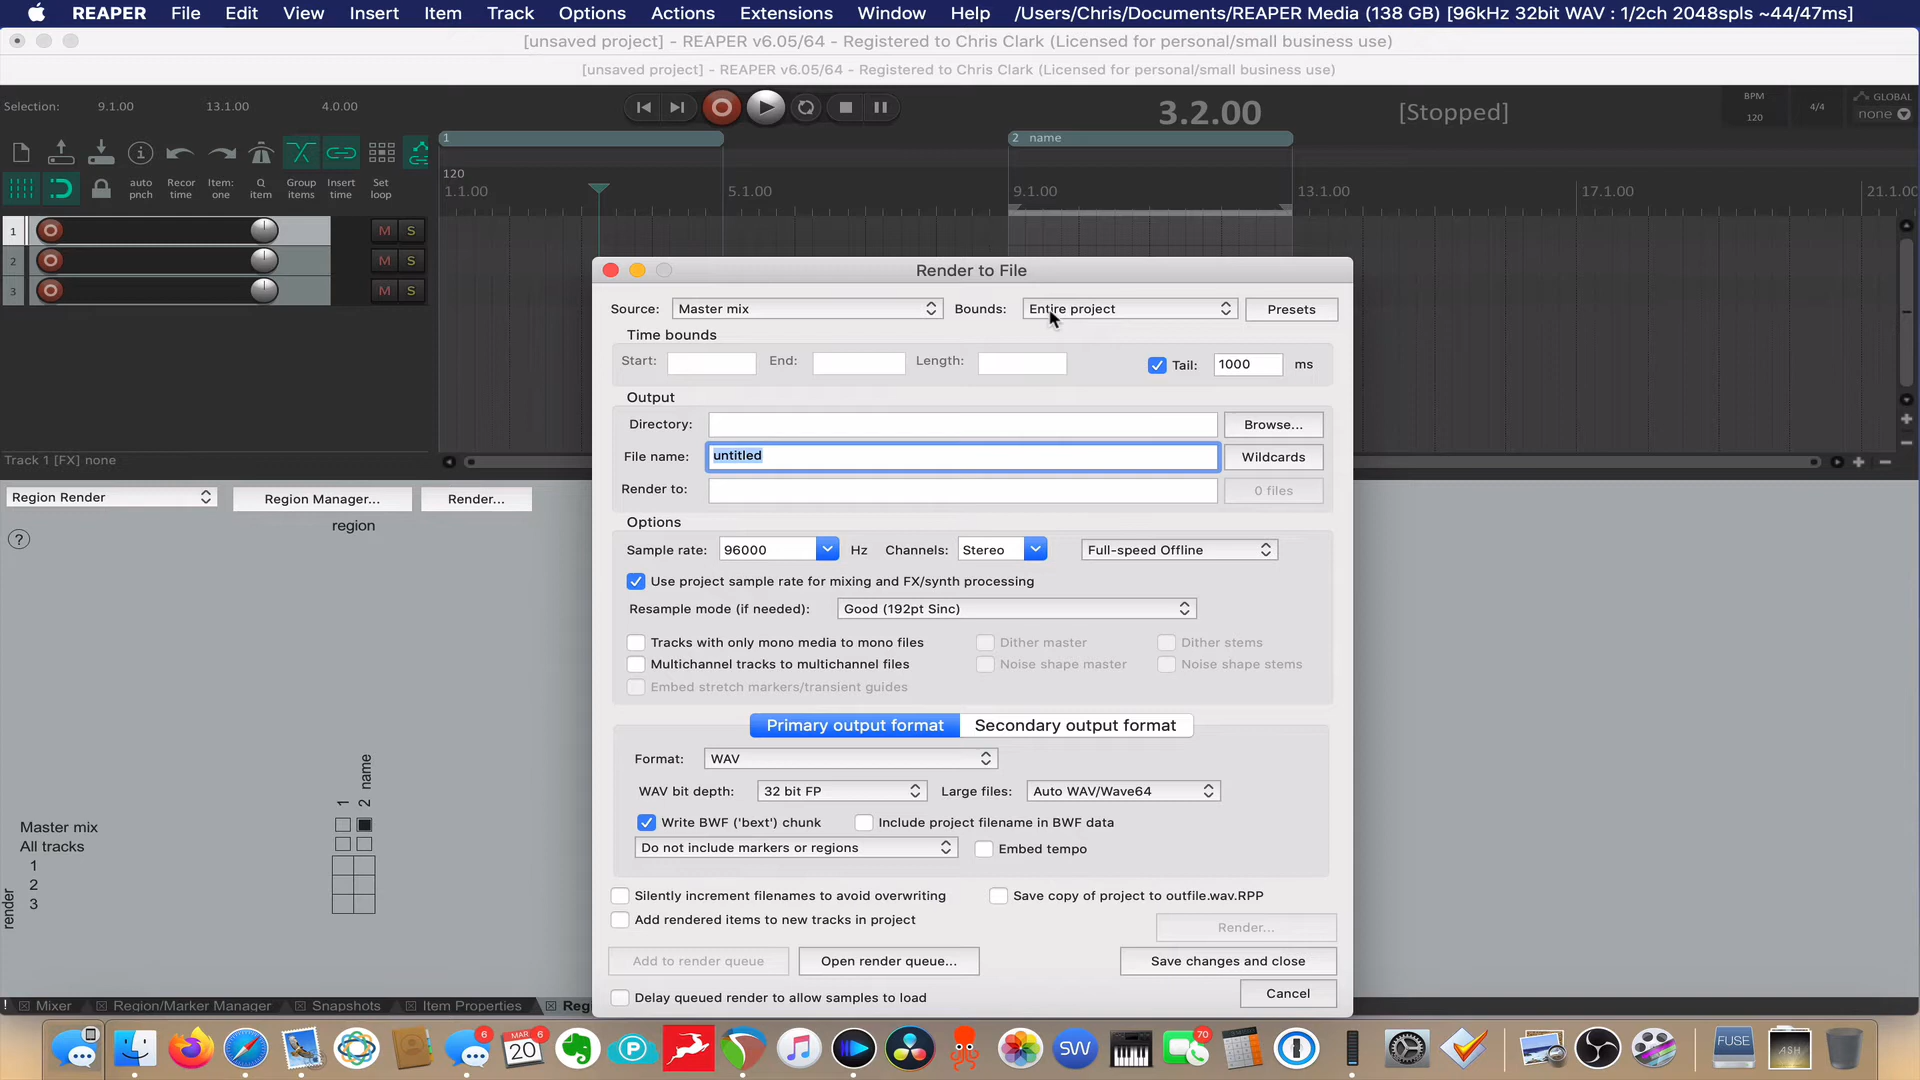 REAPER File Edit View Insert Item Track Options Actions Extensions Window Help /Users/Chris/Documents/REAPER Media (138 GB) [96kHz 32bit WAV : 1/2ch 2048spls ~44/47ms]
[unsaved project] - REAPER v6.05/64 - Registered to Chris Clark (Licensed for personal/small business use)
[unsaved project] - REAPER v6.05/64 - Registered to Chris Clark (Licensed for personal/small business use)
Selection: 9.1.00 13.1.00 4.0.00
3.2.00 [Stopped]
BPM
120
4/4
GLOBAL
none
1 2 name
120
1.1.00 5.1.00 9.1.00 13.1.00 17.1.00 21.1.0
auto pnch
Recor time
Item: one
Q item
Group items
Insert time
Set loop
1 M S
2 M S
3 M S
Track 1 [FX] none
Region Render Region Manager... Render...
region
?
1
2 name
Master mix
All tracks
1
2
3
render
Render to File
Source: Master mix Bounds: Entire project Presets
Time bounds
Start: End: Length: Tail: 1000 ms
Output
Directory: Browse...
File name: untitled Wildcards
Render to: 0 files
Options
Sample rate: 96000 Hz Channels: Stereo Full-speed Offline
Use project sample rate for mixing and FX/synth processing
Resample mode (if needed): Good (192pt Sinc)
Tracks with only mono media to mono files Dither master Dither stems
Multichannel tracks to multichannel files Noise shape master Noise shape stems
Embed stretch markers/transient guides
Primary output format Secondary output format
Format: WAV
WAV bit depth: 32 bit FP Large files: Auto WAV/Wave64
Write BWF ('bext') chunk Include project filename in BWF data
Do not include markers or regions Embed tempo
Silently increment filenames to avoid overwriting Save copy of project to outfile.wav.RPP
Add rendered items to new tracks in project
Render...
Add to render queue Open render queue... Save changes and close
Delay queued render to allow samples to load Cancel
! Mixer Region/Marker Manager Snapshots Item Properties Reg
6
MAR 6
20
SW
70
FUSE
ASH